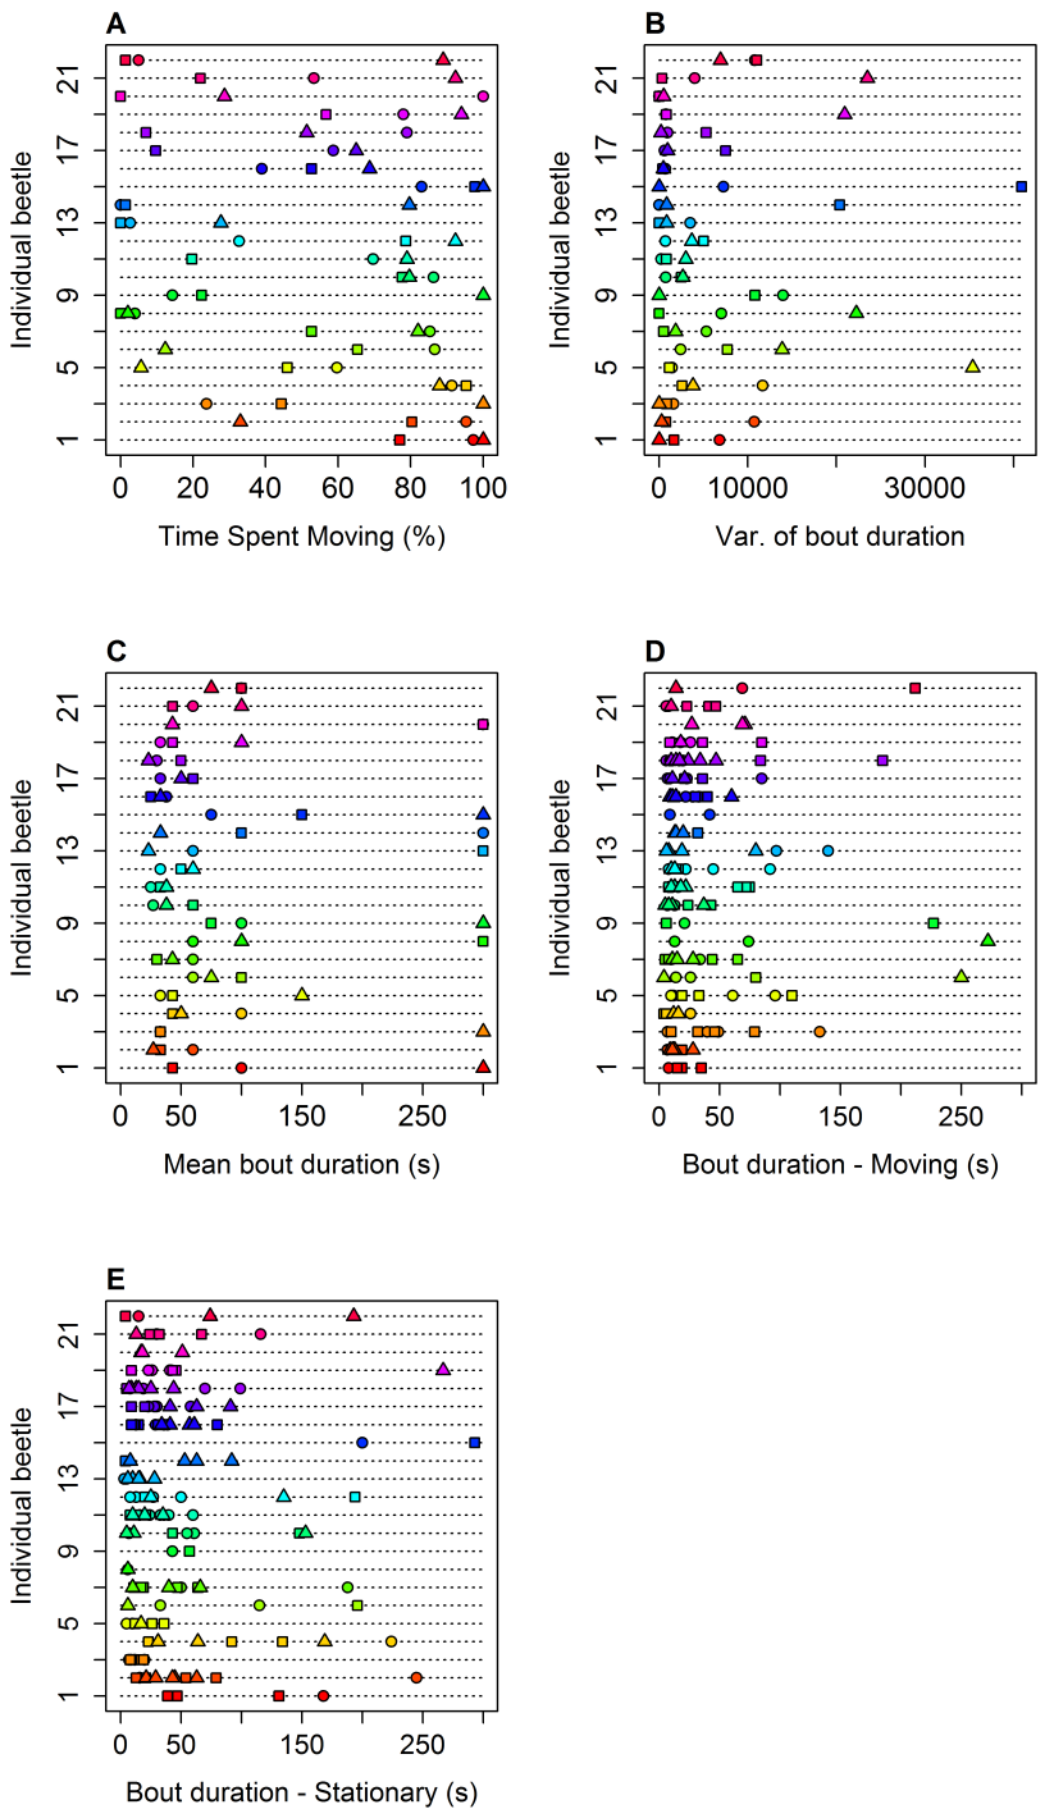 A
B
Individual beetle
21
17
13
9
5
1
0 20 40 60 80 100
Time Spent Moving (%)
Individual beetle
21
17
13
9
5
1
0 10000 30000
Var. of bout duration
C
D
Individual beetle
21
17
13
9
5
1
0 50 150 250
Mean bout duration (s)
Individual beetle
21
17
13
9
5
1
0 50 150 250
Bout duration - Moving (s)
E
Individual beetle
21
17
13
9
5
1
0 50 150 250
Bout duration - Stationary (s)